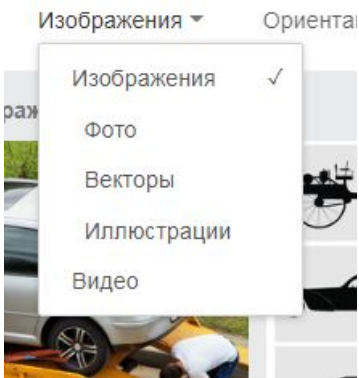 Изображения
Изображения ✓
Фото
Векторы
Иллюстрации
Видео